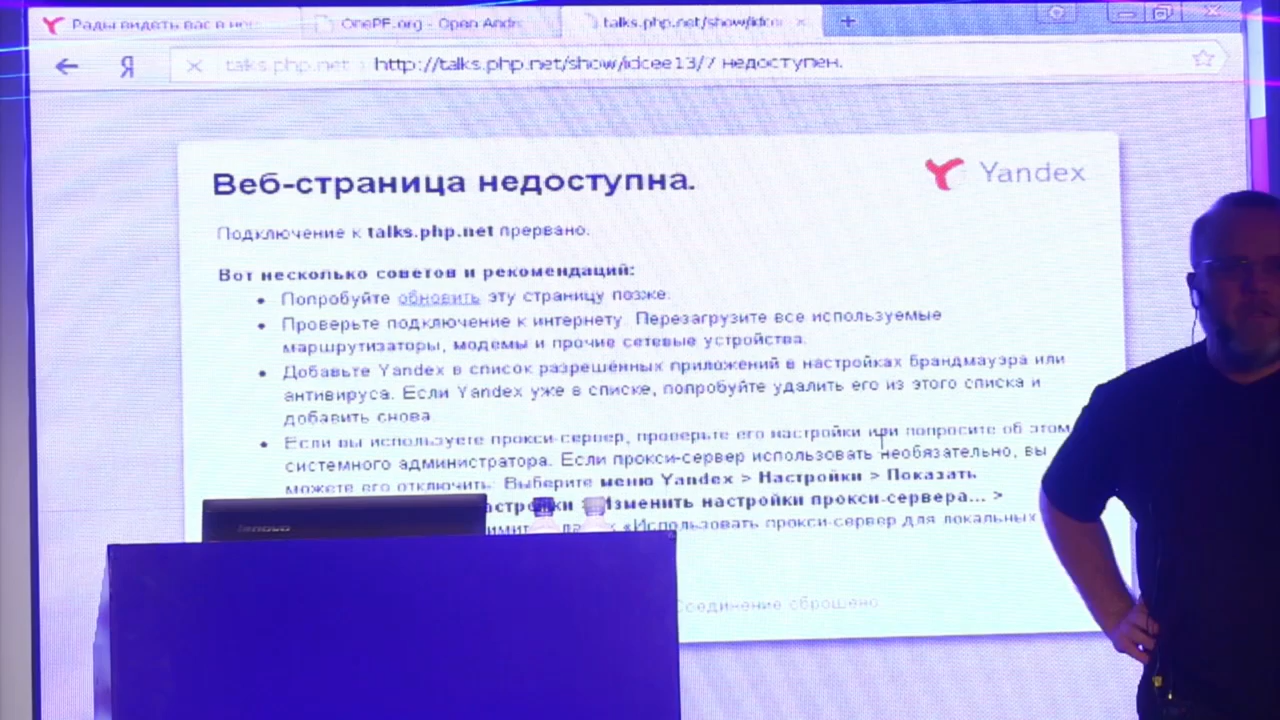 Рады видеть вас в но
OnePF.org - Open Andro
talks.php.net/show/idcee
Я
talks.php.net
http://talks.php.net/show/idcee13/7 недоступен.
Yandex
Веб-страница недоступна.
Подключение к talks.php.net прервано.
Вот несколько советов и рекомендаций:
Попробуйте обновить эту страницу позже.
Проверьте подключение к интернету. Перезагрузите все используемые
маршрутизаторы, модемы и прочие сетевые устройства.
Добавьте Yandex в список разрешённых приложений в настройках брандмауэра или
антивируса. Если Yandex уже в списке, попробуйте удалить его из этого списка и
добавить снова.
Если вы используете прокси-сервер, проверьте его настройки или попросите об этом
системного администратора. Если прокси-сервер использовать необязательно, вы
можете его отключить. Выберите меню Yandex > Настройки > Показать
Изменить настройки прокси-сервера... >
«Использовать прокси-сервер для локальных
Соединение сброшено
lenovo